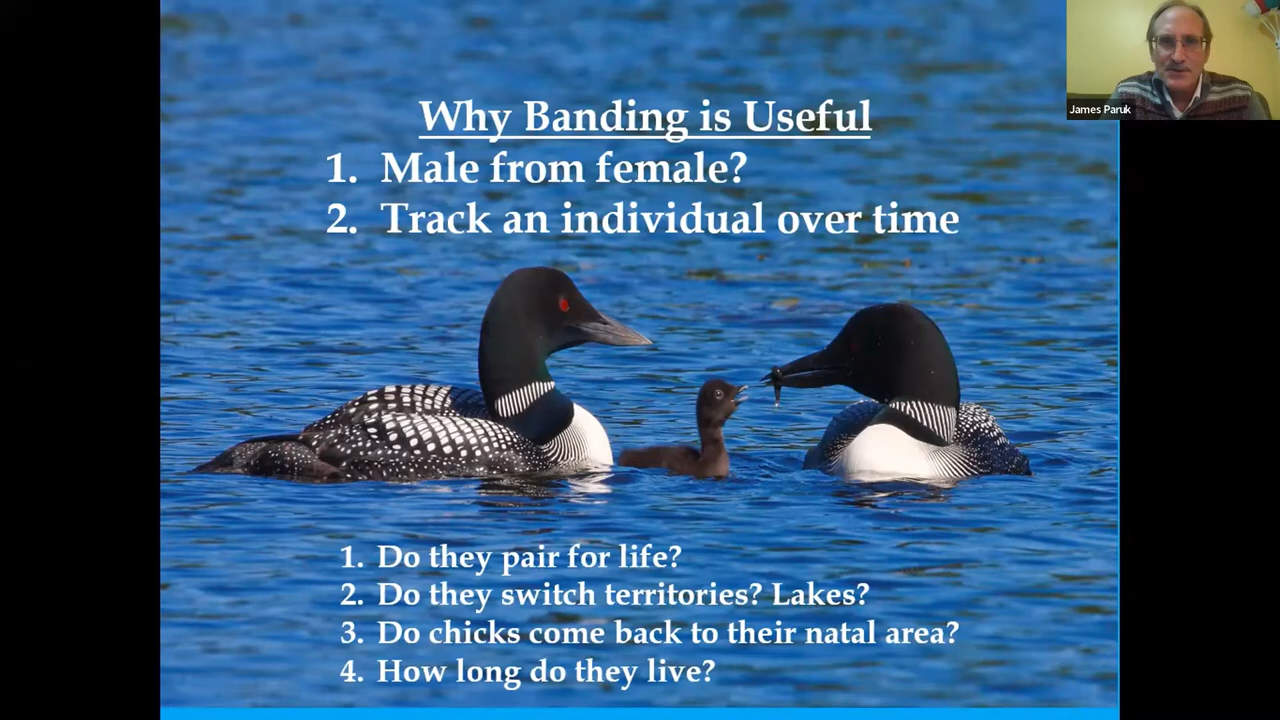 Why Banding is Useful
1. Male from female?
2. Track an individual over time
James Paruk
1. Do they pair for life?
2. Do they switch territories? Lakes?
3. Do chicks come back to their natal area?
4. How long do they live?